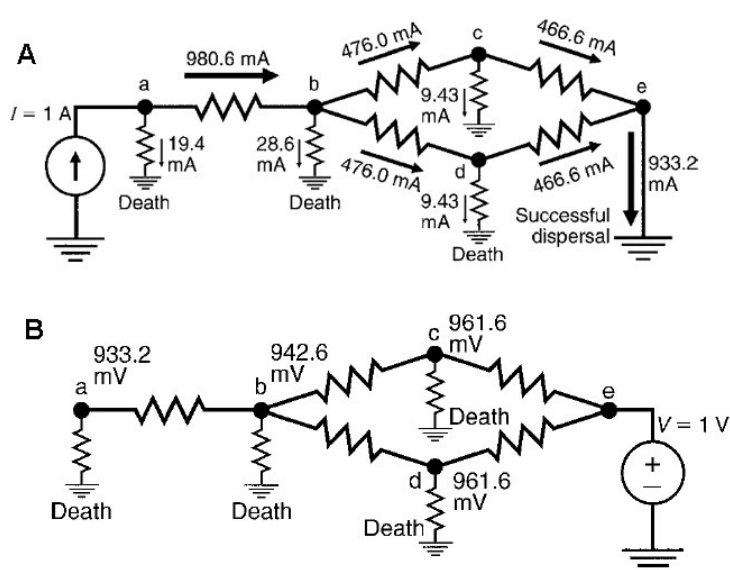 A
I = 1 A
a
980.6 mA
b
476.0 mA
c
466.6 mA
e
19.4
mA
Death
28.6
mA
Death
9.43
mA
476.0 mA
d
466.6 mA
9.43
mA
Death
933.2
mA
Successful
dispersal
B
933.2
mV
a
Death
942.6
mV
b
Death
961.6
mV
c
Death
d
961.6
mV
Death
e
V = 1 V
+
−